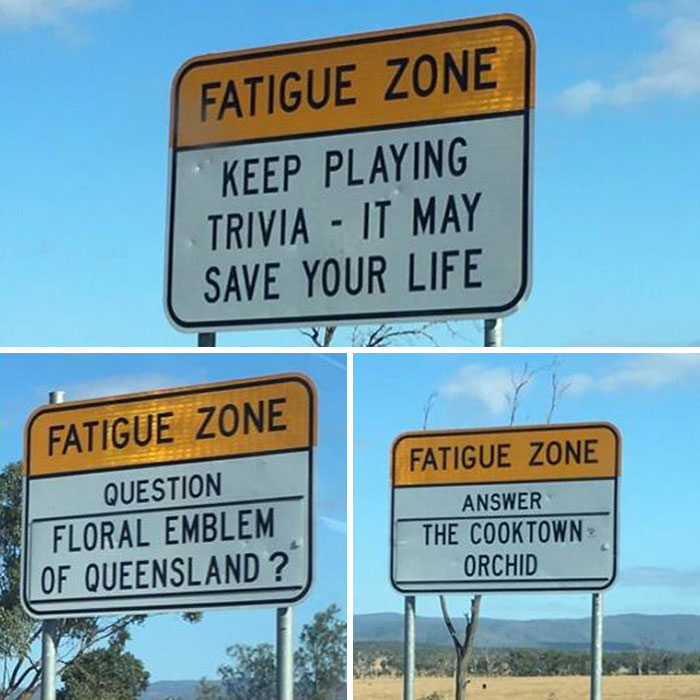 FATIGUE ZONE
KEEP PLAYING
TRIVIA - IT MAY
SAVE YOUR LIFE
FATIGUE ZONE
QUESTION
FLORAL EMBLEM
OF QUEENSLAND ?
FATIGUE ZONE
ANSWER
THE COOKTOWN
ORCHID